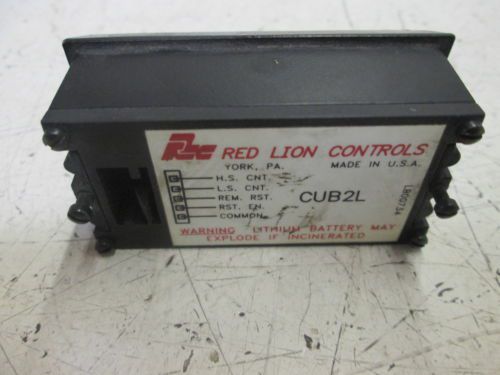 RED LION CONTROLS
YORK, PA. MADE IN U.S.A.
H.S. CNT.
L.S. CNT.
REM. RST.
RST. EN.
COMMON
CUB2L
WARNING LITHIUM BATTERY MAY
EXPLODE IF INCINERATED